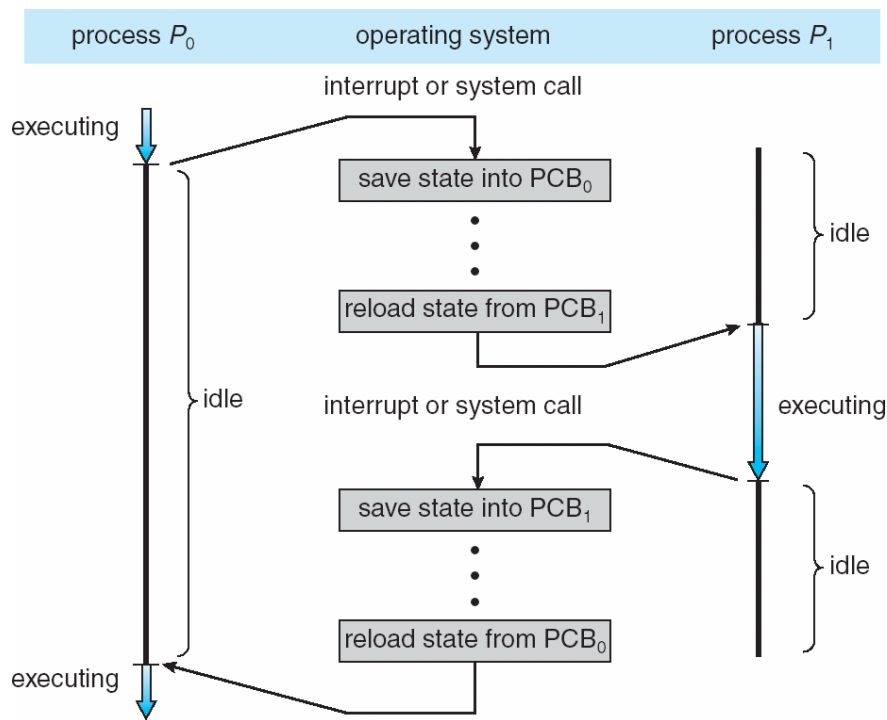 process P₀ operating system process P₁
interrupt or system call
executing
save state into PCB₀
idle
reload state from PCB₁
idle
interrupt or system call
executing
save state into PCB₁
idle
reload state from PCB₀
executing